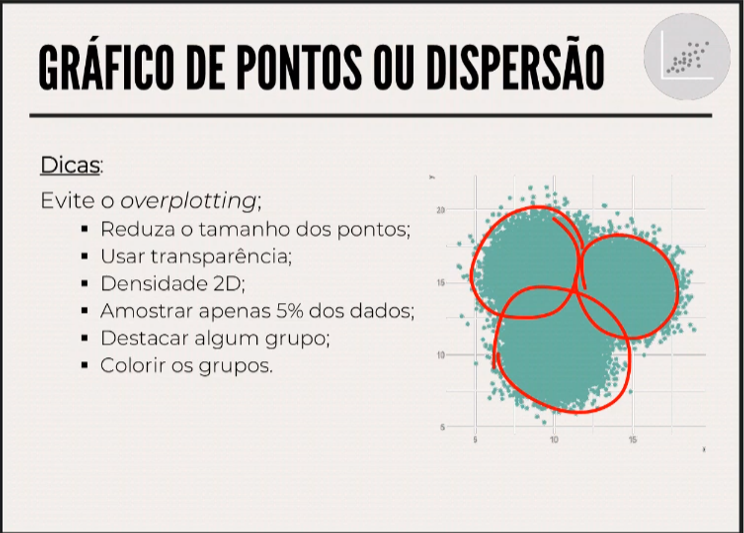 GRÁFICO DE PONTOS OU DISPERSÃO
Dicas:
Evite o overplotting;
▪ Reduza o tamanho dos pontos;
▪ Usar transparência;
▪ Densidade 2D;
▪ Amostrar apenas 5% dos dados;
▪ Destacar algum grupo;
▪ Colorir os grupos.
y
20
15
10
5
5 10 15
x